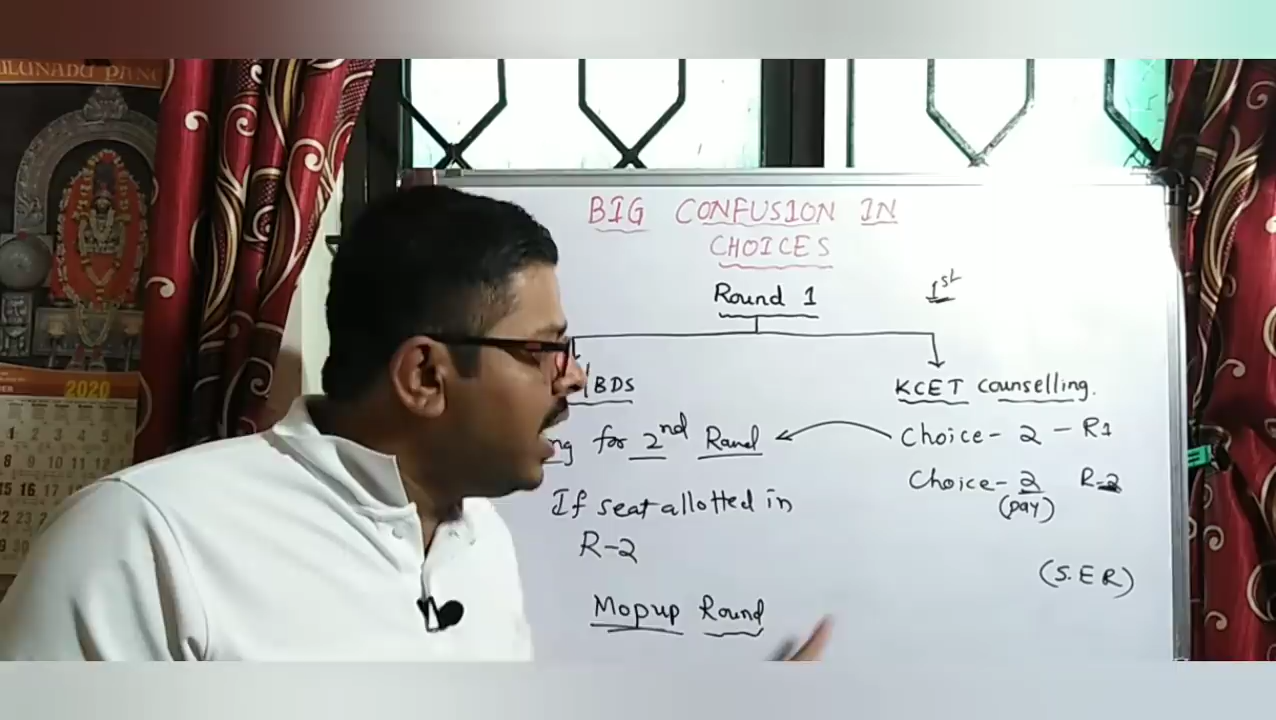 BIG CONFUSION IN
CHOICES
Round 1
1st
BDS
KCET Counselling.
for 2nd Round
Choice - 2 - R1
Choice - 2 R-2
(pay)
If seat allotted in
R-2
(S.E R)
Mopup Round
2020